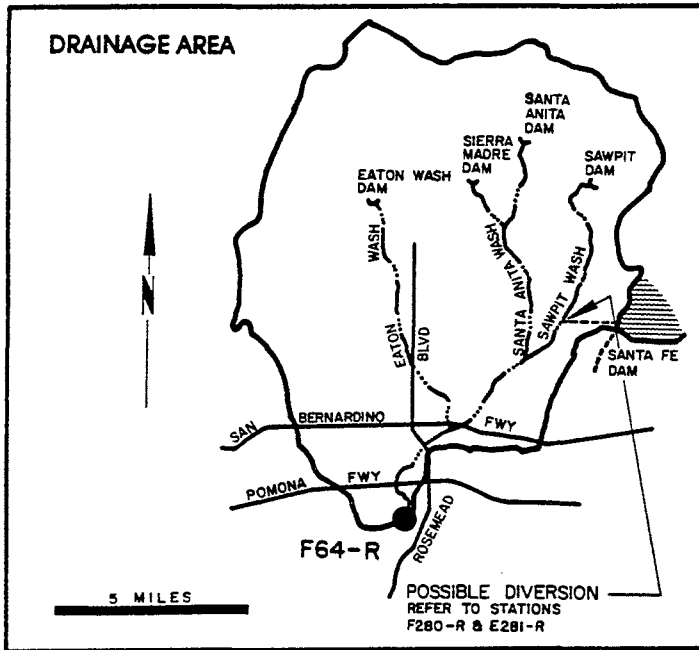 DRAINAGE AREA
SANTA
ANITA
DAM
SIERRA
MADRE
DAM
SAWPIT
DAM
EATON WASH
DAM
N
WASH
EATON
BLVD
SANTA ANITA WASH
SAWPIT WASH
SANTA FE
DAM
SAN BERNARDINO FWY
POMONA FWY
F64-R
ROSEMEAD
5 MILES
POSSIBLE DIVERSION
REFER TO STATIONS
F280-R & E281-R